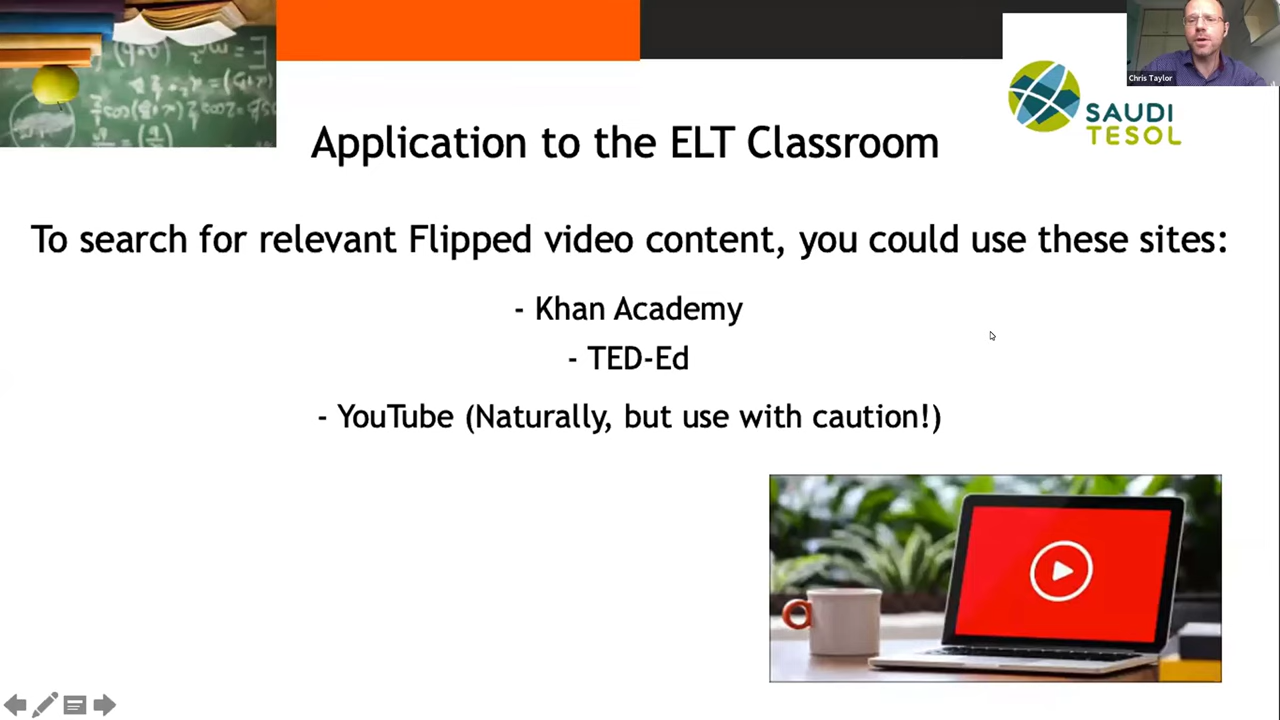 Chris Taylor
SAUDI
TESOL
Application to the ELT Classroom
To search for relevant Flipped video content, you could use these sites:
- Khan Academy
- TED-Ed
- YouTube (Naturally, but use with caution!)